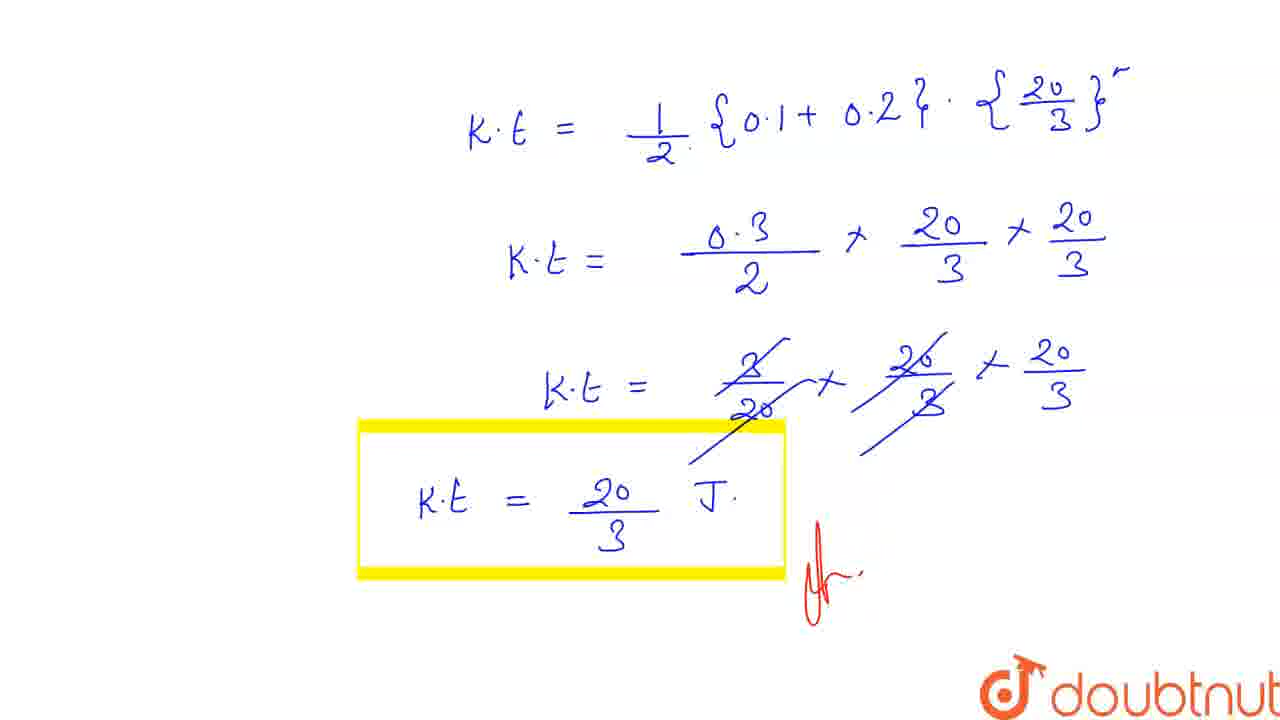 K.E = 1/2 {0.1 + 0.2} . {20/3}²
K.E = 0.3/2 × 20/3 × 20/3
K.E = 3/20 × 20/3 × 20/3
K.E = 20/3 J.
doubtnut